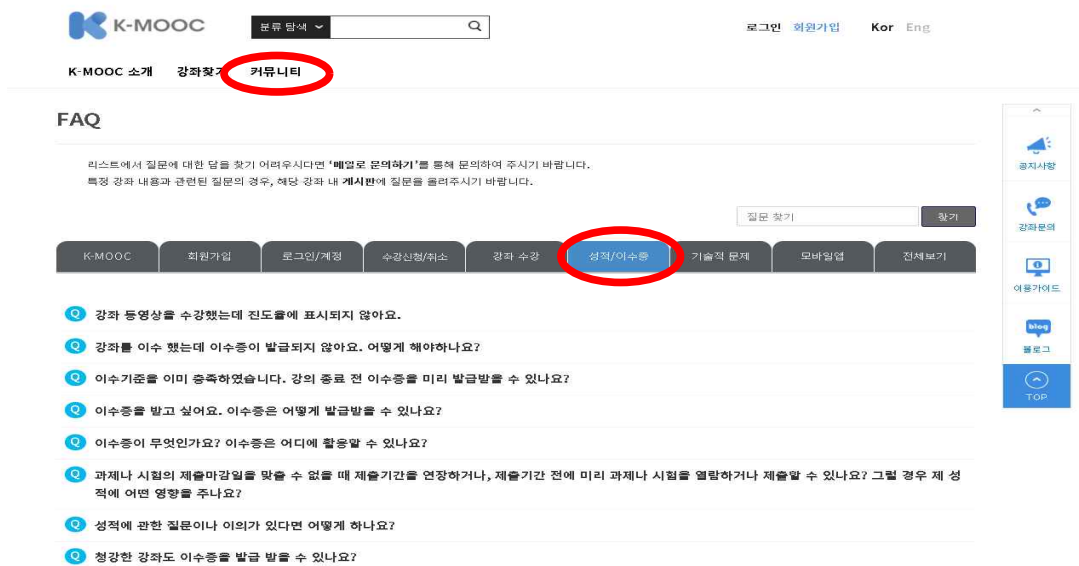 K-MOOC
분류 탐색
로그인 회원가입 Kor Eng
K-MOOC 소개 강좌찾기 커뮤니티
FAQ
리스트에서 질문에 대한 답을 찾기 어려우시다면 '메일로 문의하기'를 통해 문의하여 주시기 바랍니다.
특정 강좌 내용과 관련된 질문의 경우, 해당 강좌 내 게시판에 질문을 올려주시기 바랍니다.
질문 찾기 찾기
K-MOOC 회원가입 로그인/계정 수강신청/취소 강좌 수강 성적/이수증 기술적 문제 모바일앱 전체보기
Q 강좌 동영상을 수강했는데 진도율에 표시되지 않아요.
Q 강좌를 이수 했는데 이수증이 발급되지 않아요. 어떻게 해야하나요?
Q 이수기준을 이미 충족하였습니다. 강의 종료 전 이수증을 미리 발급받을 수 있나요?
Q 이수증을 받고 싶어요. 이수증은 어떻게 발급받을 수 있나요?
Q 이수증이 무엇인가요? 이수증은 어디에 활용할 수 있나요?
Q 과제나 시험의 제출마감일을 맞출 수 없을 때 제출기간을 연장하거나, 제출기간 전에 미리 과제나 시험을 열람하거나 제출할 수 있나요? 그럴 경우 제 성
적에 어떤 영향을 주나요?
Q 성적에 관한 질문이나 이의가 있다면 어떻게 하나요?
Q 청강한 강좌도 이수증을 발급 받을 수 있나요?
공지사항
강좌문의
이용가이드
blog
블로그
TOP